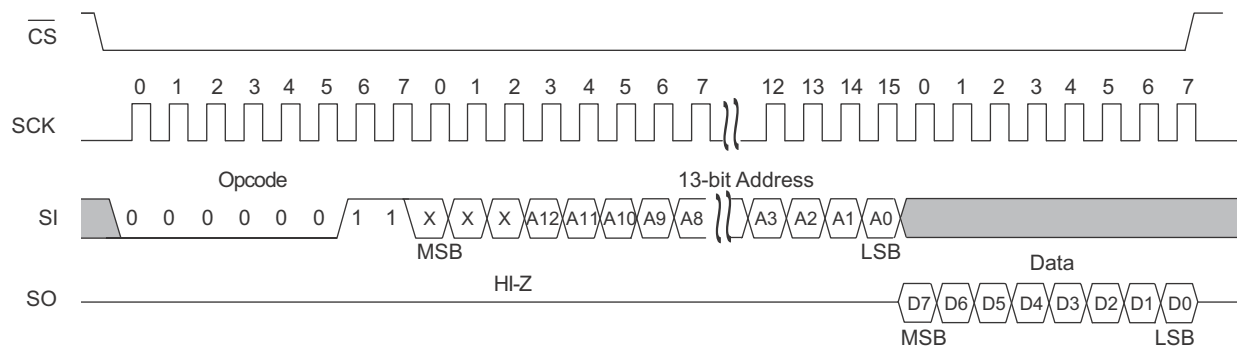 CS
0 1 2 3 4 5 6 7 0 1 2 3 4 5 6 7 12 13 14 15 0 1 2 3 4 5 6 7
SCK
Opcode 13-bit Address
SI 0 0 0 0 0 0 1 1 X X X A12 A11 A10 A9 A8 A3 A2 A1 A0
MSB LSB
HI-Z Data
SO D7 D6 D5 D4 D3 D2 D1 D0
MSB LSB